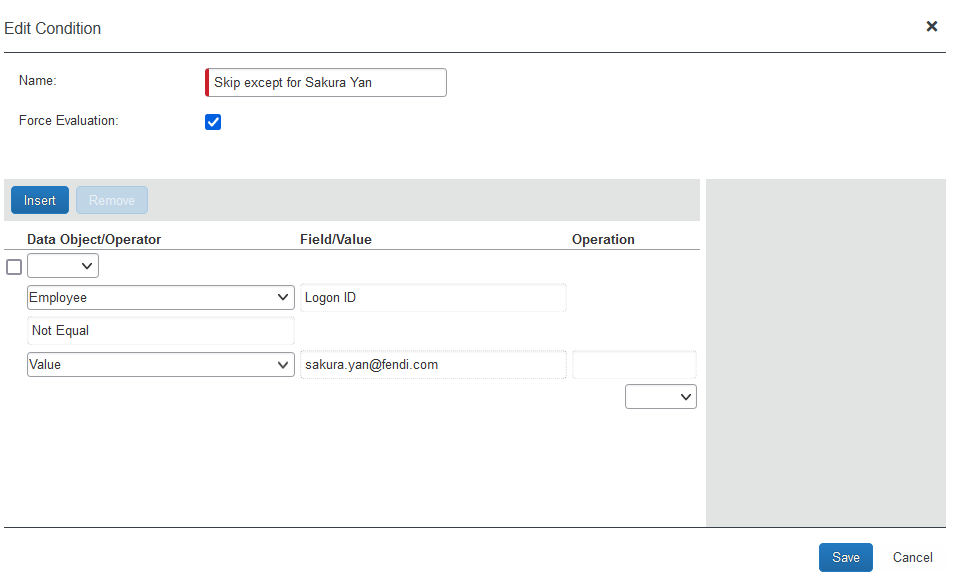 Edit Condition
Name:
Skip except for Sakura Yan
Force Evaluation:
Insert
Remove
Data Object/Operator Field/Value Operation
Employee Logon ID
Not Equal
Value sakura.yan@fendi.com
Save Cancel